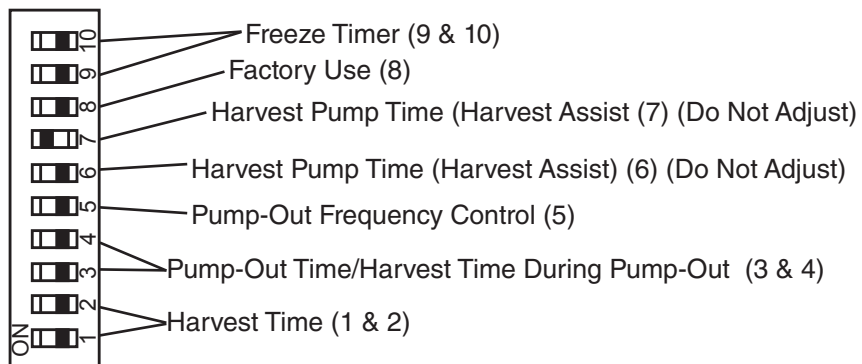 10 Freeze Timer (9 & 10)
9
8 Factory Use (8)
7 Harvest Pump Time (Harvest Assist (7) (Do Not Adjust)
6 Harvest Pump Time (Harvest Assist) (6) (Do Not Adjust)
5 Pump-Out Frequency Control (5)
4
3 Pump-Out Time/Harvest Time During Pump-Out (3 & 4)
2
1 Harvest Time (1 & 2)
ON